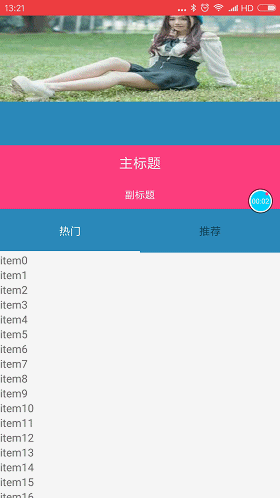 13:21
... HD
主标题
副标题
00:02
热门
推荐
item0
item1
item2
item3
item4
item5
item6
item7
item8
item9
item10
item11
item12
item13
item14
item15
item16